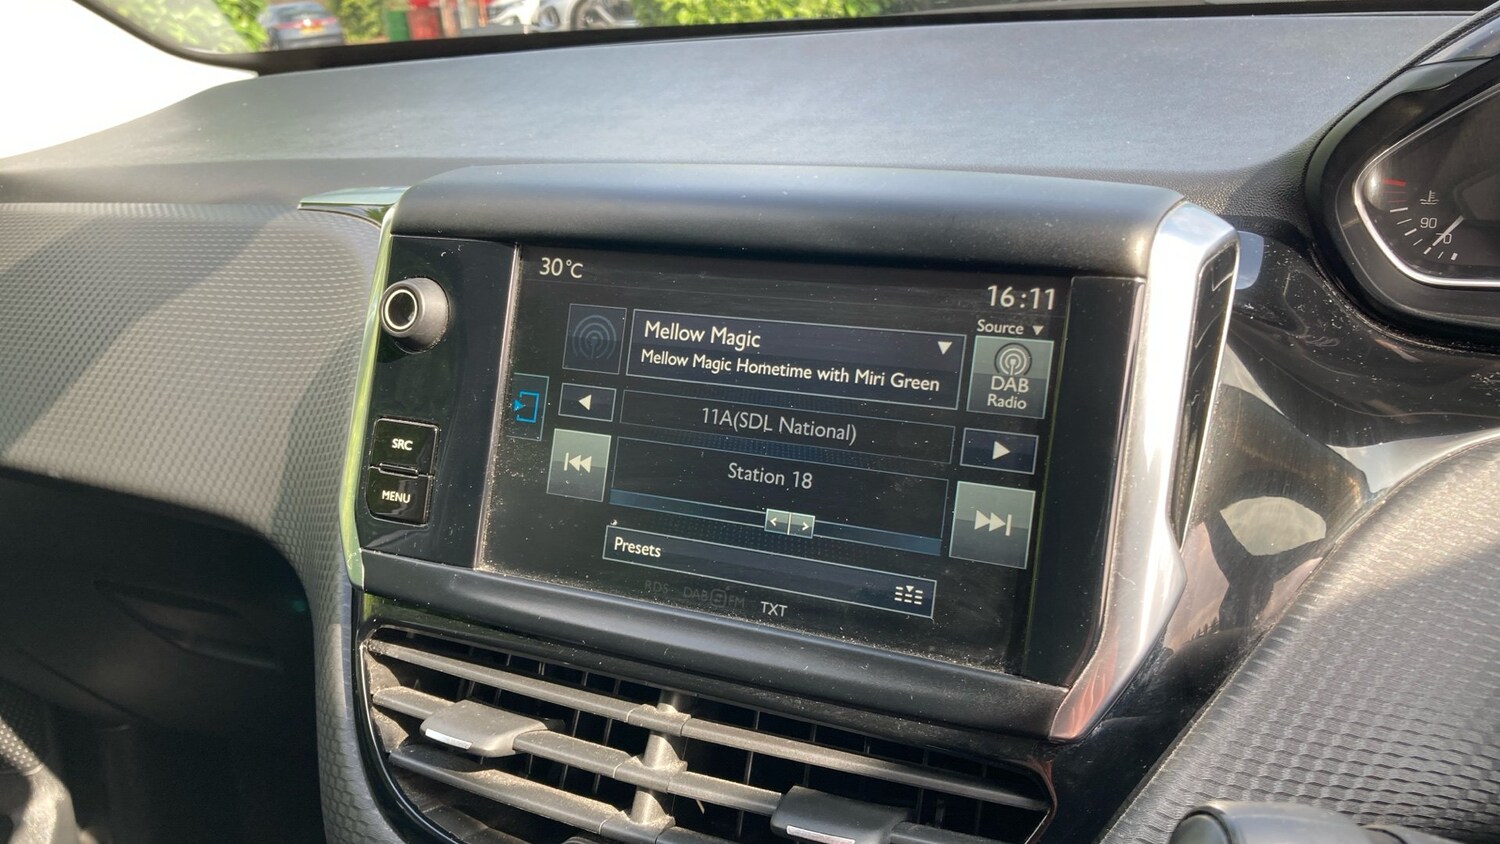 30°C
16:11
Source
Mellow Magic
Mellow Magic Hometime with Miri Green
DAB
Radio
11A(SDL National)
SRC
Station 18
MENU
Presets
RDS DAB FM
TXT
90
70